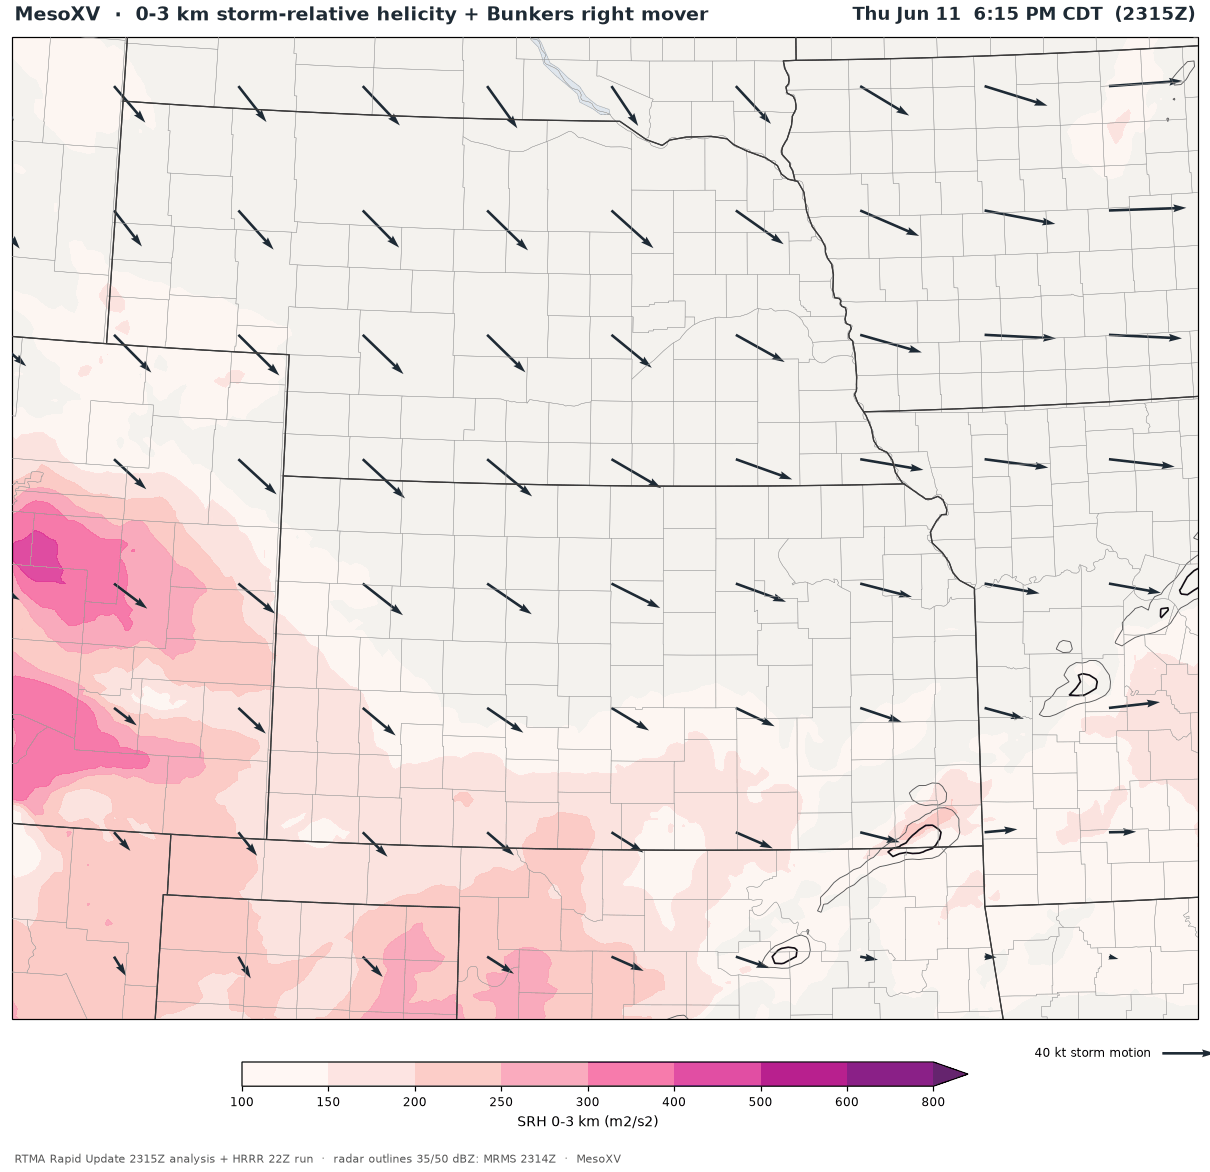 MesoXV · 0-3 km storm-relative helicity + Bunkers right mover
Thu Jun 11 6:15 PM CDT (2315Z)
40 kt storm motion
100 150 200 250 300 400 500 600 800
SRH 0-3 km (m2/s2)
RTMA Rapid Update 2315Z analysis + HRRR 22Z run · radar outlines 35/50 dBZ: MRMS 2314Z · MesoXV